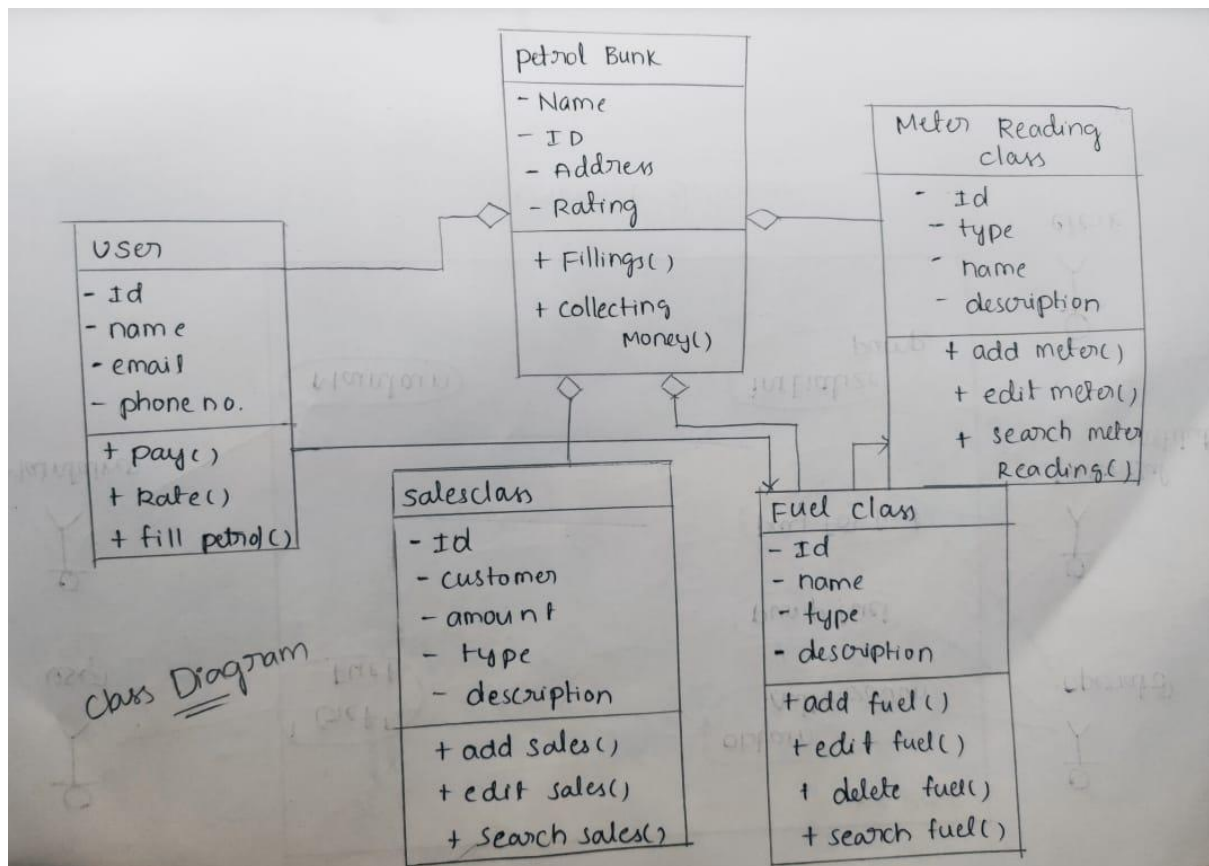 Petrol Bunk
- Name
- ID
- Address
- Rating
+ Fillings()
+ collecting
Money()
Meter Reading
class
- Id
- type
- name
- description
+ add meter()
+ edit meter()
+ search meter
Reading()
User
- Id
- name
- email
- phone no.
+ pay()
+ Rate()
+ fill petrol()
salesclass
- Id
- customer
- amount
- type
- description
+ add sales()
+ edit sales()
+ search sales()
Fuel class
- Id
- name
- type
- description
+ add fuel()
+ edit fuel()
+ delete fuel()
+ search fuel()
class Diagram